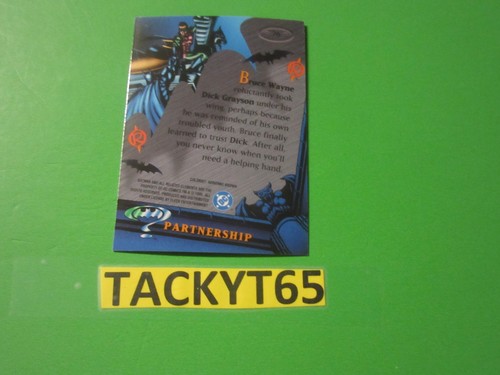 Bruce Wayne
reluctantly took
Dick Grayson under his
wing, perhaps because
he was reminded of his own
troubled youth. Bruce finally
learned to trust Dick. After all,
you never know when you'll
need a helping hand.
PARTNERSHIP
TACKYT65